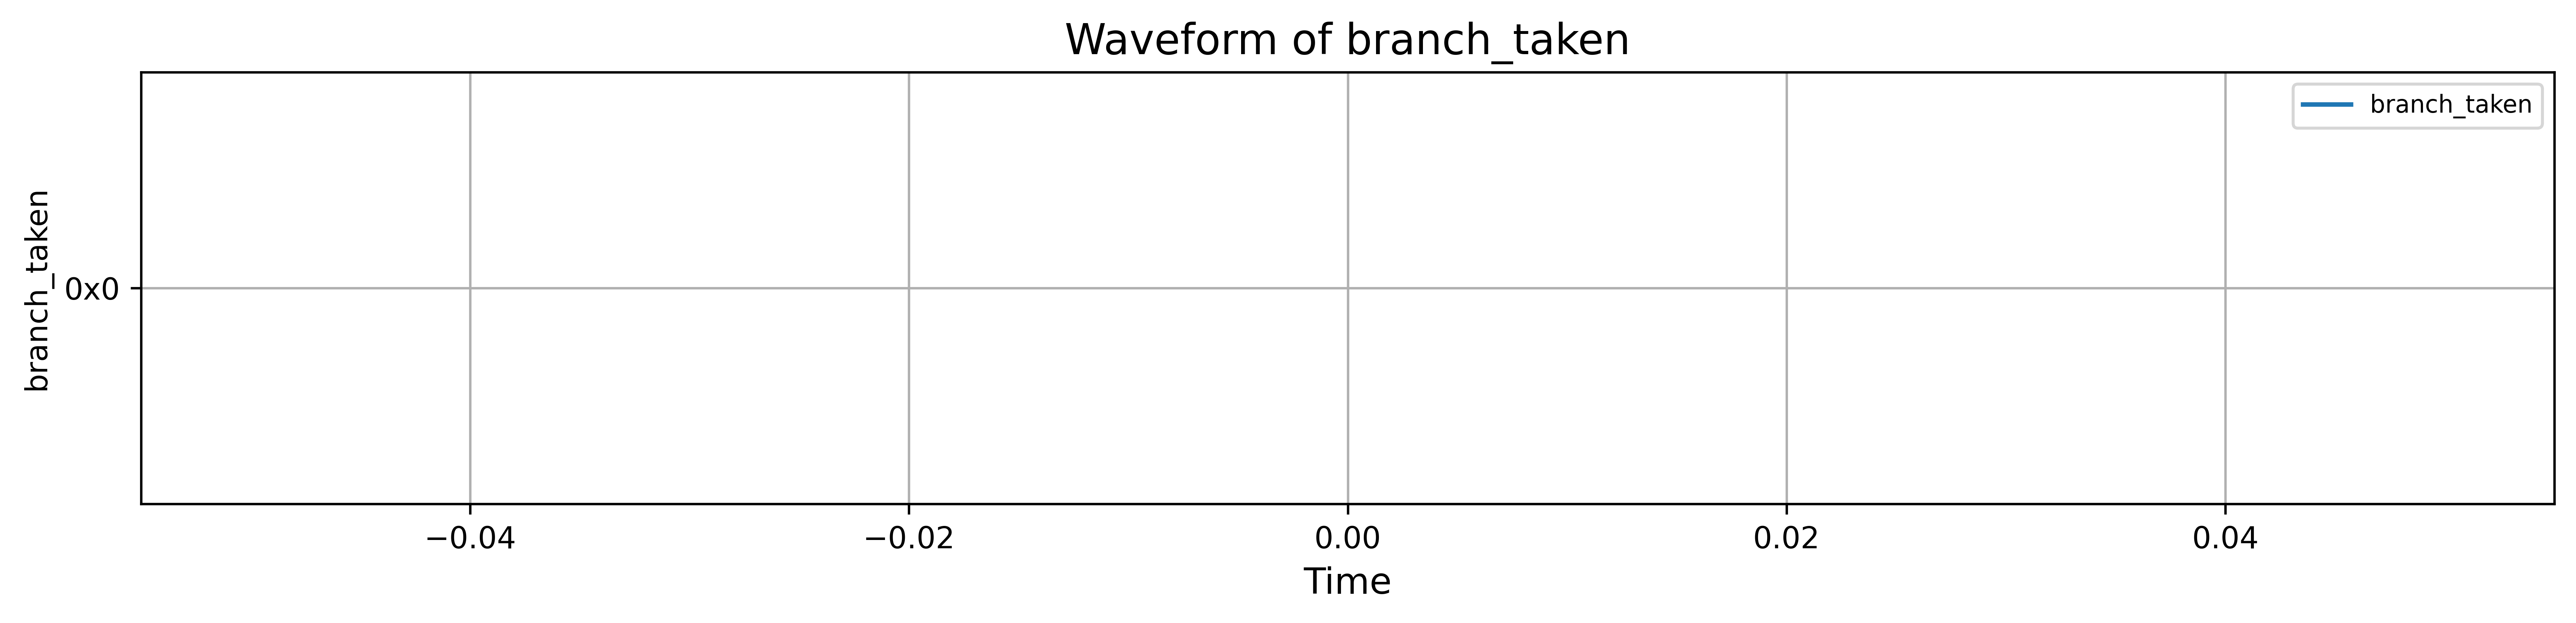 Waveform of branch_taken
branch_taken
branch_taken
0x0
−0.04
−0.02
0.00
0.02
0.04
Time